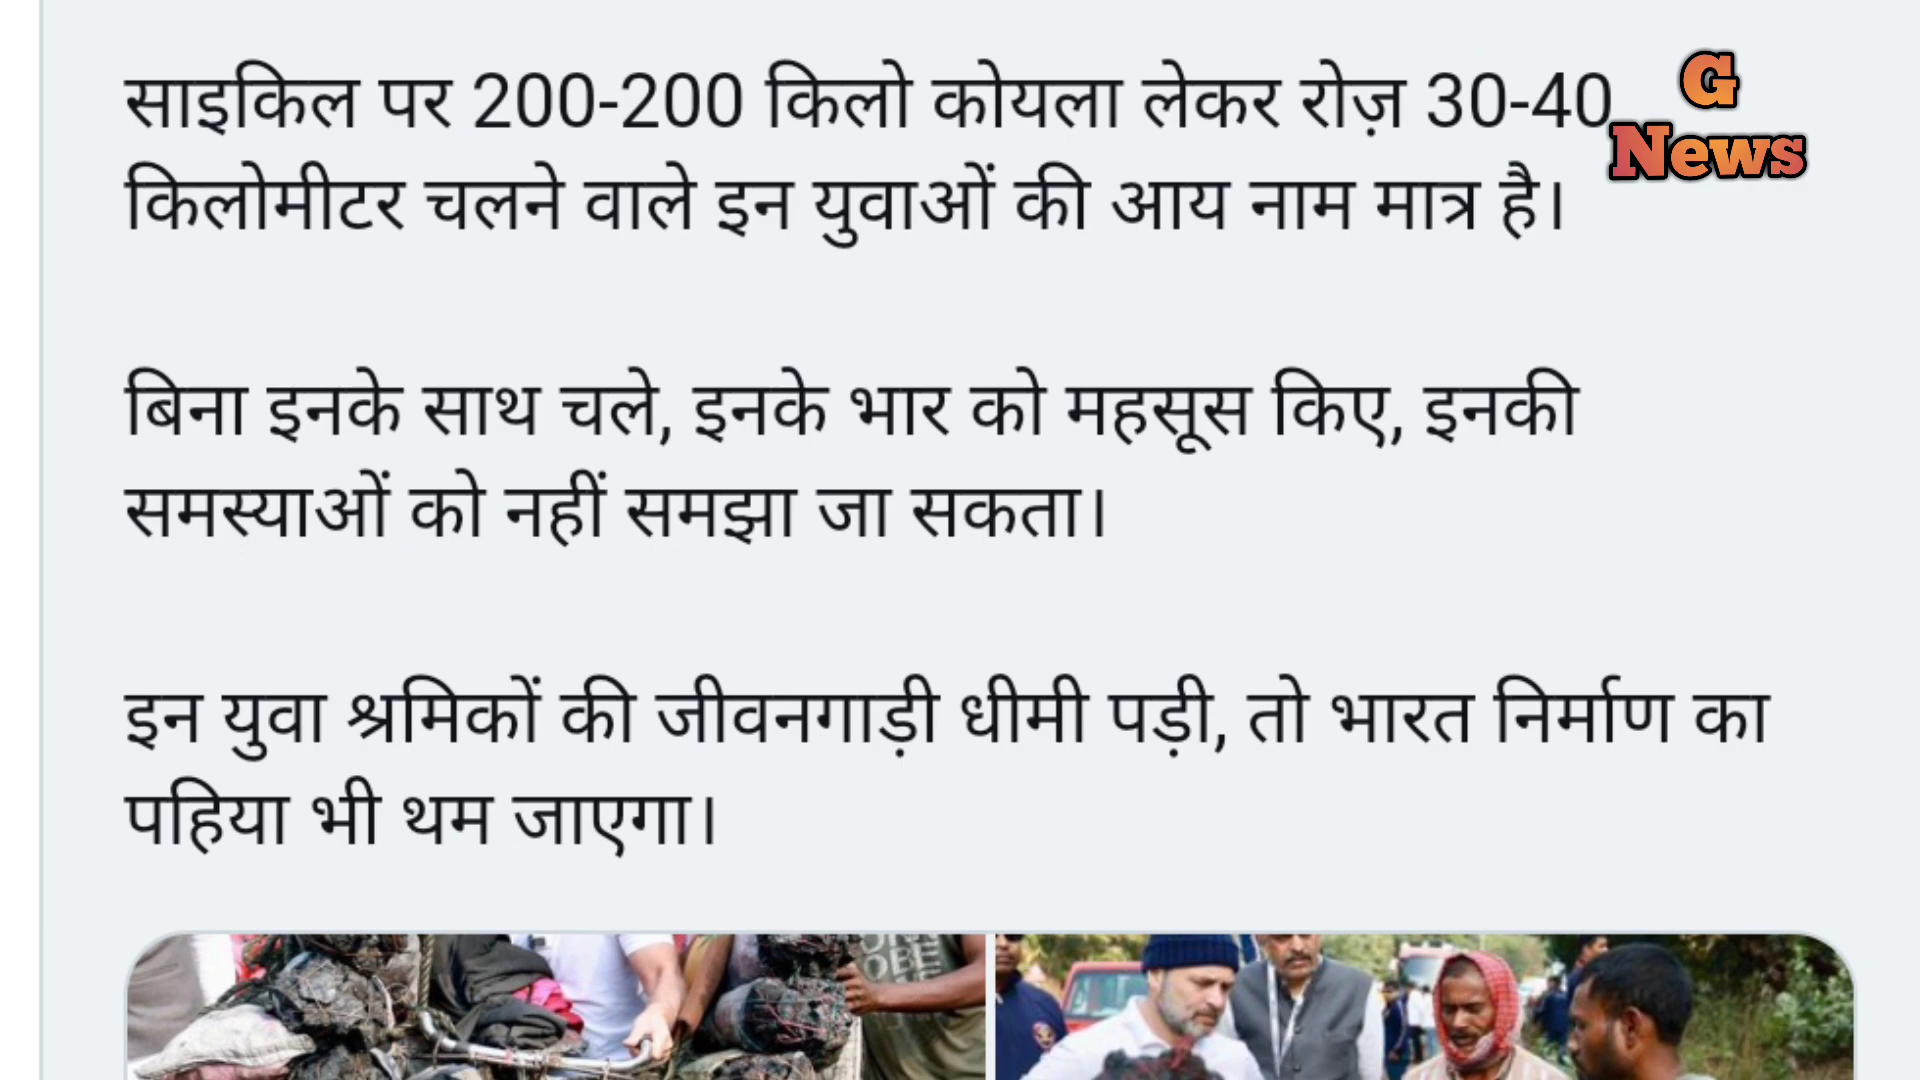 साइकिल पर 200-200 किलो कोयला लेकर रोज़ 30-40
किलोमीटर चलने वाले इन युवाओं की आय नाम मात्र है।
बिना इनके साथ चले, इनके भार को महसूस किए, इनकी
समस्याओं को नहीं समझा जा सकता।
इन युवा श्रमिकों की जीवनगाड़ी धीमी पड़ी, तो भारत निर्माण का
पहिया भी थम जाएगा।
G
News